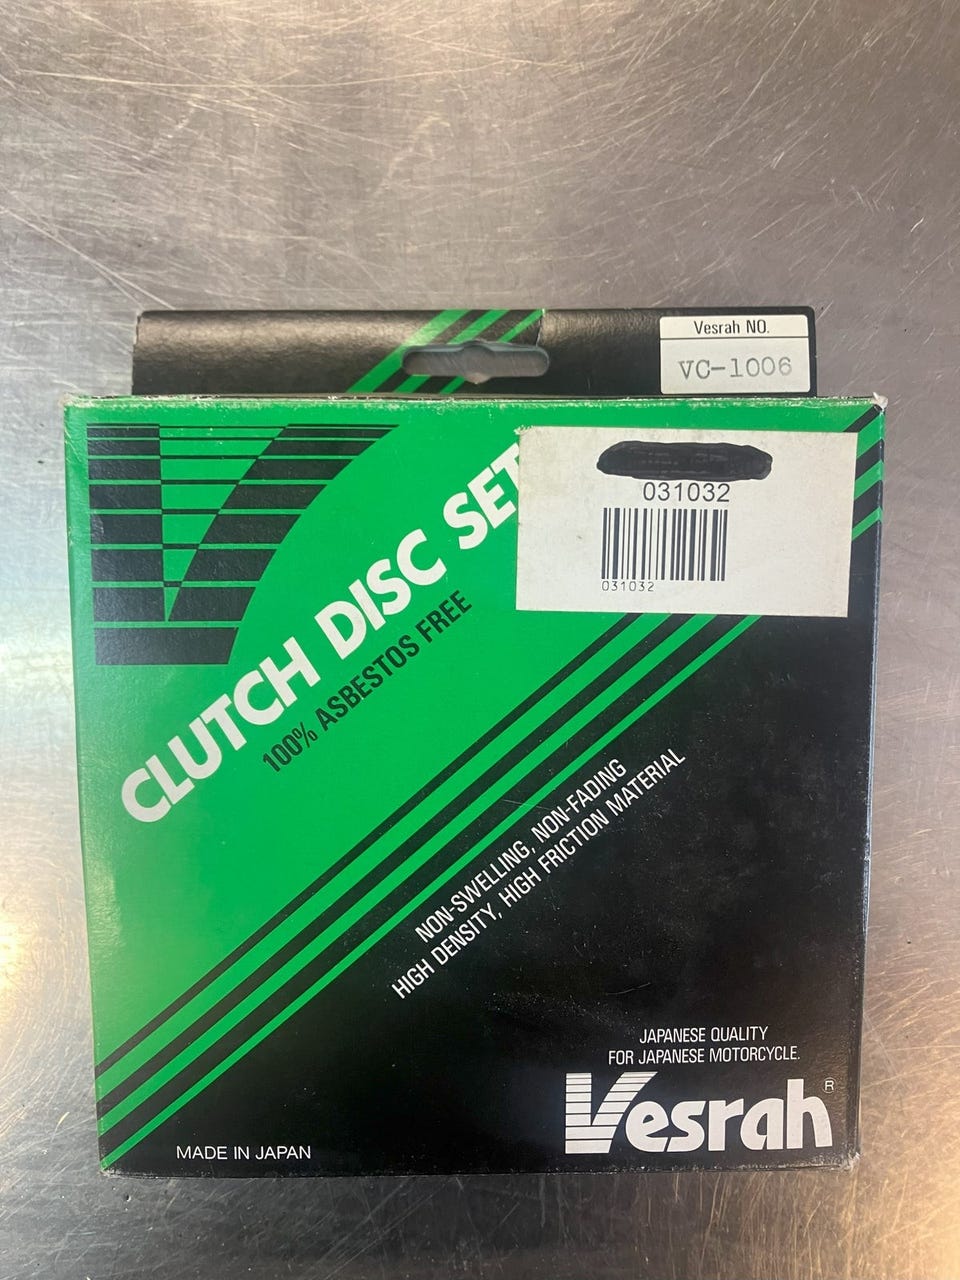 Vesrah NO.
VC-1006
CLUTCH DISC SET
100% ASBESTOS FREE
031032
031032
NON-SWELLING, NON-FADING
HIGH DENSITY, HIGH FRICTION MATERIAL
JAPANESE QUALITY
FOR JAPANESE MOTORCYCLE.
Vesrah®
MADE IN JAPAN